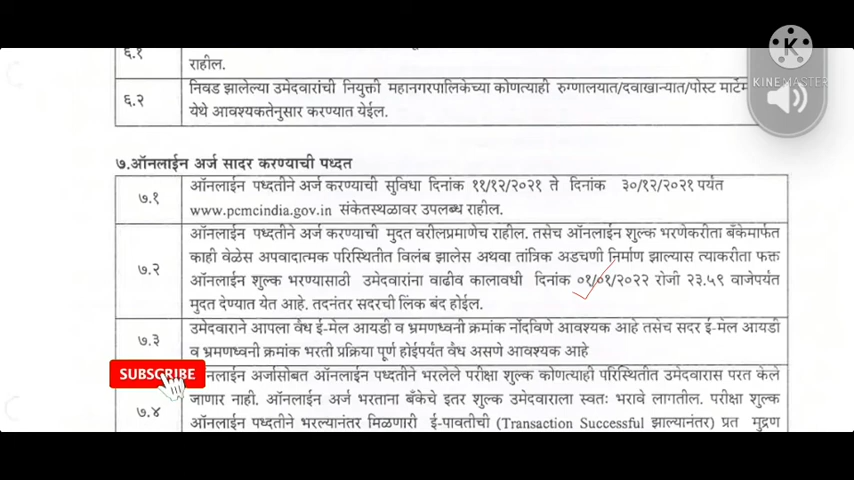 ६.१
राहील.
KINEMASTER
६.२
निवड झालेल्या उमेदवारांची नियुक्ती महानगरपालिकेच्या कोणत्याही रुग्णालयात/दवाखान्यात/पोस्ट मार्टे
येथे आवश्यकतेनुसार करण्यात येईल.
७.ऑनलाईन अर्ज सादर करण्याची पध्दत
७.१
ऑनलाईन पध्दतीने अर्ज करण्याची सुविधा दिनांक ११/१२/२०२१ ते दिनांक ३०/१२/२०२१ पर्यंत
www.pcmcindia.gov.in संकेतस्थळावर उपलब्ध राहील.
७.२
ऑनलाईन पध्दतीने अर्ज करण्याची मुदत वरीलप्रमाणेच राहील. तसेच ऑनलाईन शुल्क भरणेकरीता बँकेमार्फत
काही वेळेस अपवादात्मक परिस्थितीत विलंब झालेस अथवा तांत्रिक अडचणी निर्माण झाल्यास त्याकरीता फक्त
ऑनलाईन शुल्क भरण्यासाठी उमेदवारांना वाढीव कालावधी दिनांक ०१/०१/२०२२ रोजी २३.५९ वाजेपर्यंत
मुदत देण्यात येत आहे. तदनंतर सदरची लिंक बंद होईल.
७.३
उमेदवाराने आपला वैध ई-मेल आयडी व भ्रमणध्वनी क्रमांक नोंदविणे आवश्यक आहे तसेच सदर ई-मेल आयडी
व भ्रमणध्वनी क्रमांक भरती प्रक्रिया पूर्ण होईपर्यंत वैध असणे आवश्यक आहे
SUBSCRIBE
७.४
ऑनलाईन अर्जासोबत ऑनलाईन पध्दतीने भरलेले परीक्षा शुल्क कोणत्याही परिस्थितीत उमेदवारास परत केले
जाणार नाही. ऑनलाईन अर्ज भरताना बँकेचे इतर शुल्क उमेदवाराला स्वतः भरावे लागतील. परीक्षा शुल्क
ऑनलाईन पध्दतीने भरल्यानंतर मिळणारी ई-पावतीची (Transaction Successful झाल्यानंतर) प्रत मुद्रण